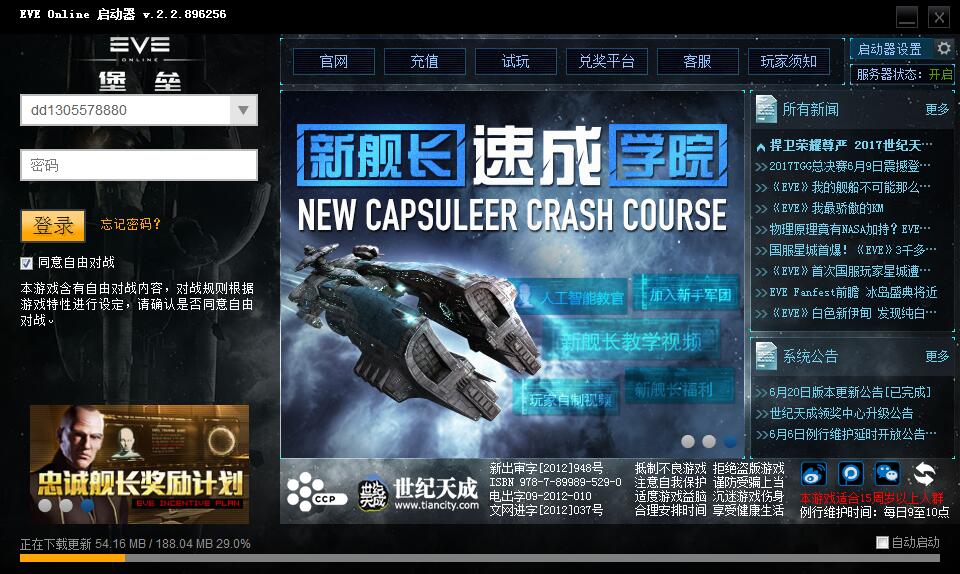 EVE Online 启动器 v.2.2.896256
EVE
ONLINE
堡 垒
dd1305578880
密码
登录 忘记密码？
同意自由对战
本游戏含有自由对战内容，对战规则根据
游戏特性进行设定，请确认是否同意自由
对战。
忠诚舰长奖励计划
EVE INCENTIVE PLAN
官网 充值 试玩 兑奖平台 客服 玩家须知
启动器设置
服务器状态：开启
新舰长 速成 学院
NEW CAPSULEER CRASH COURSE
人工智能教官 加入新手军团
新舰长教学视频
玩家自制视频 新舰长福利
所有新闻 更多
捍卫荣耀尊严 2017世纪天…
2017TGG总决赛6月9日震撼登…
《EVE》我的舰船不可能那么…
《EVE》我最骄傲的KM
物理原理竟有NASA加持？EVE…
国服星城首爆！《EVE》3千多…
《EVE》首次国服玩家星城遭…
EVE Fanfest前瞻 冰岛盛典将近
《EVE》白色新伊甸 发现纯白…
系统公告 更多
6月20日版本更新公告[已完成]
世纪天成领奖中心升级公告
6月6日例行维护延时开放公告…
CCP
世纪天成 世纪天成
www.tiancity.com
新出审字[2012]948号
ISBN 978-7-89989-529-0
电出字09-2012-010
文网进字[2012]037号
抵制不良游戏 拒绝盗版游戏
注意自我保护 谨防受骗上当
适度游戏益脑 沉迷游戏伤身
合理安排时间 享受健康生活
本游戏适合15周岁以上人群
例行维护时间：每日9至10点
正在下载更新 54.16 MB / 188.04 MB 29.0%
自动启动